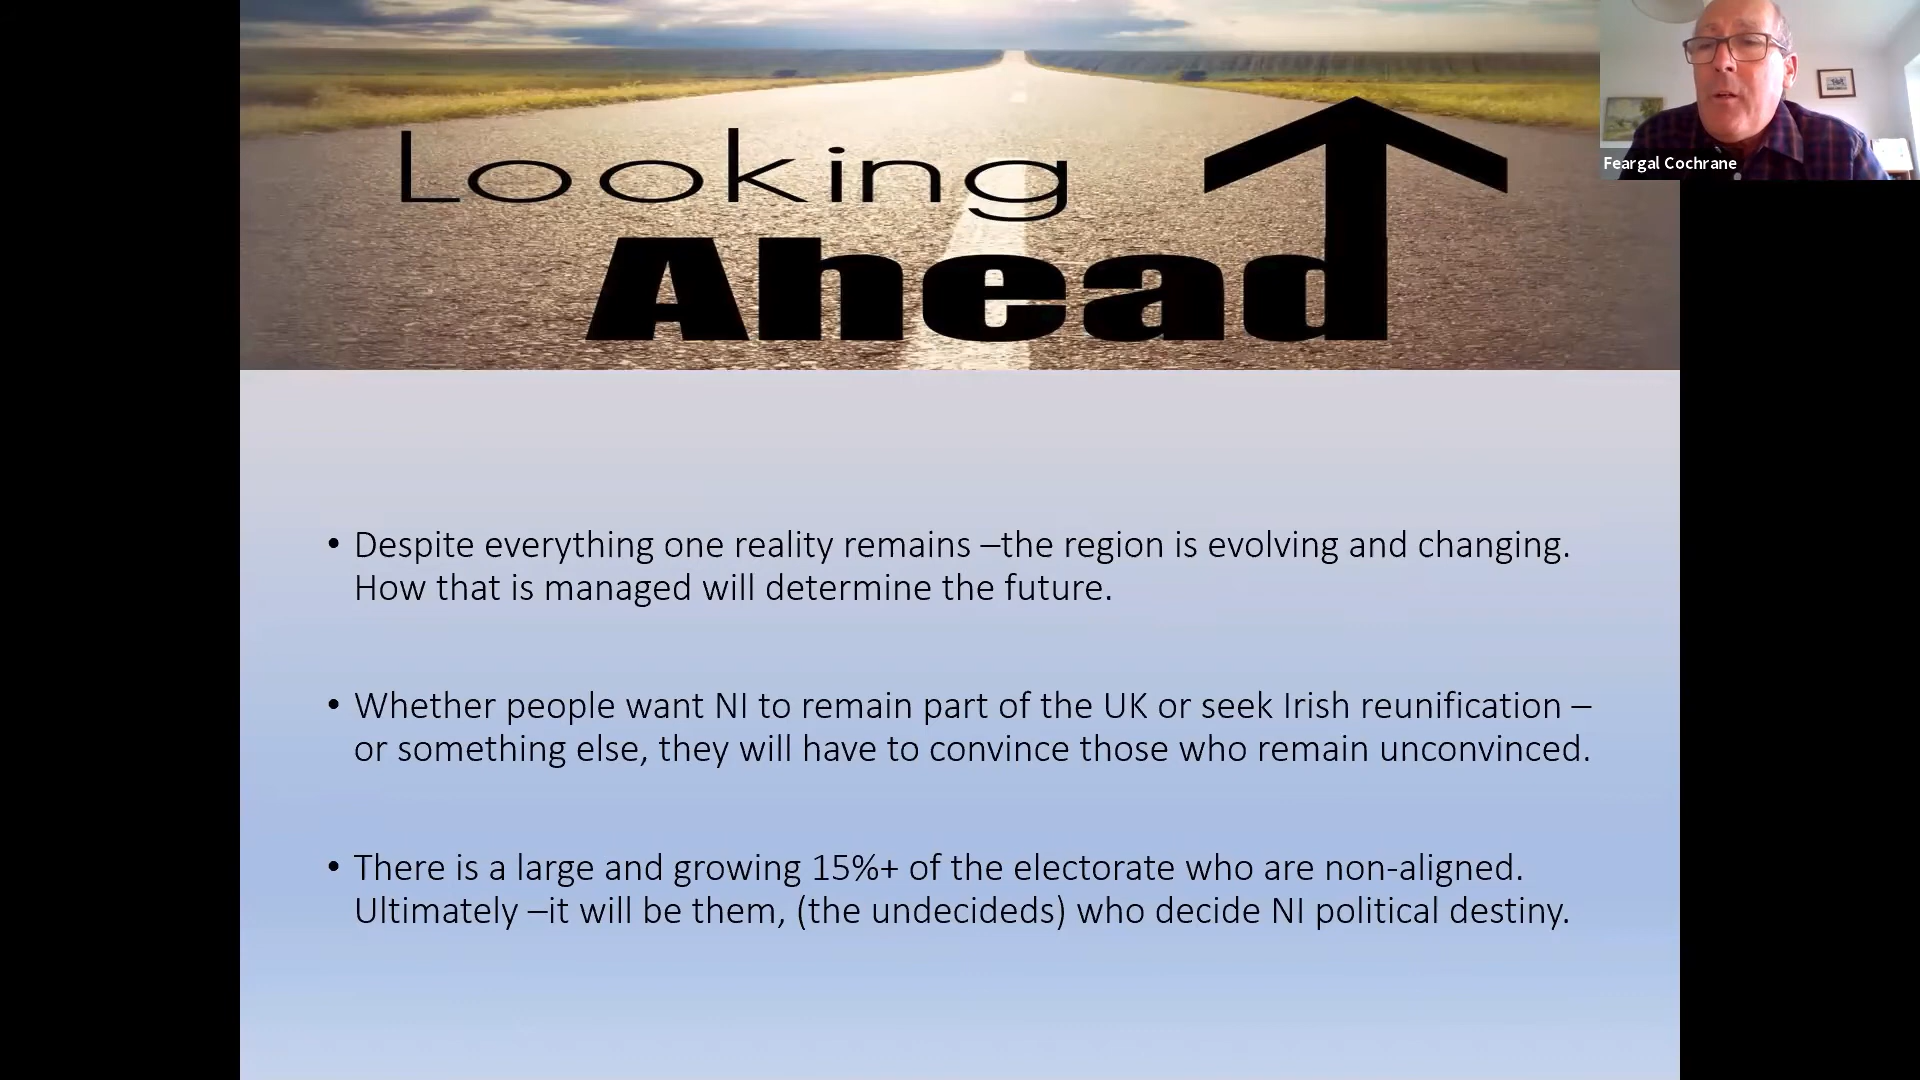 Looking
Ahead
Feargal Cochrane
• Despite everything one reality remains –the region is evolving and changing.
How that is managed will determine the future.
• Whether people want NI to remain part of the UK or seek Irish reunification –
or something else, they will have to convince those who remain unconvinced.
• There is a large and growing 15%+ of the electorate who are non-aligned.
Ultimately –it will be them, (the undecideds) who decide NI political destiny.